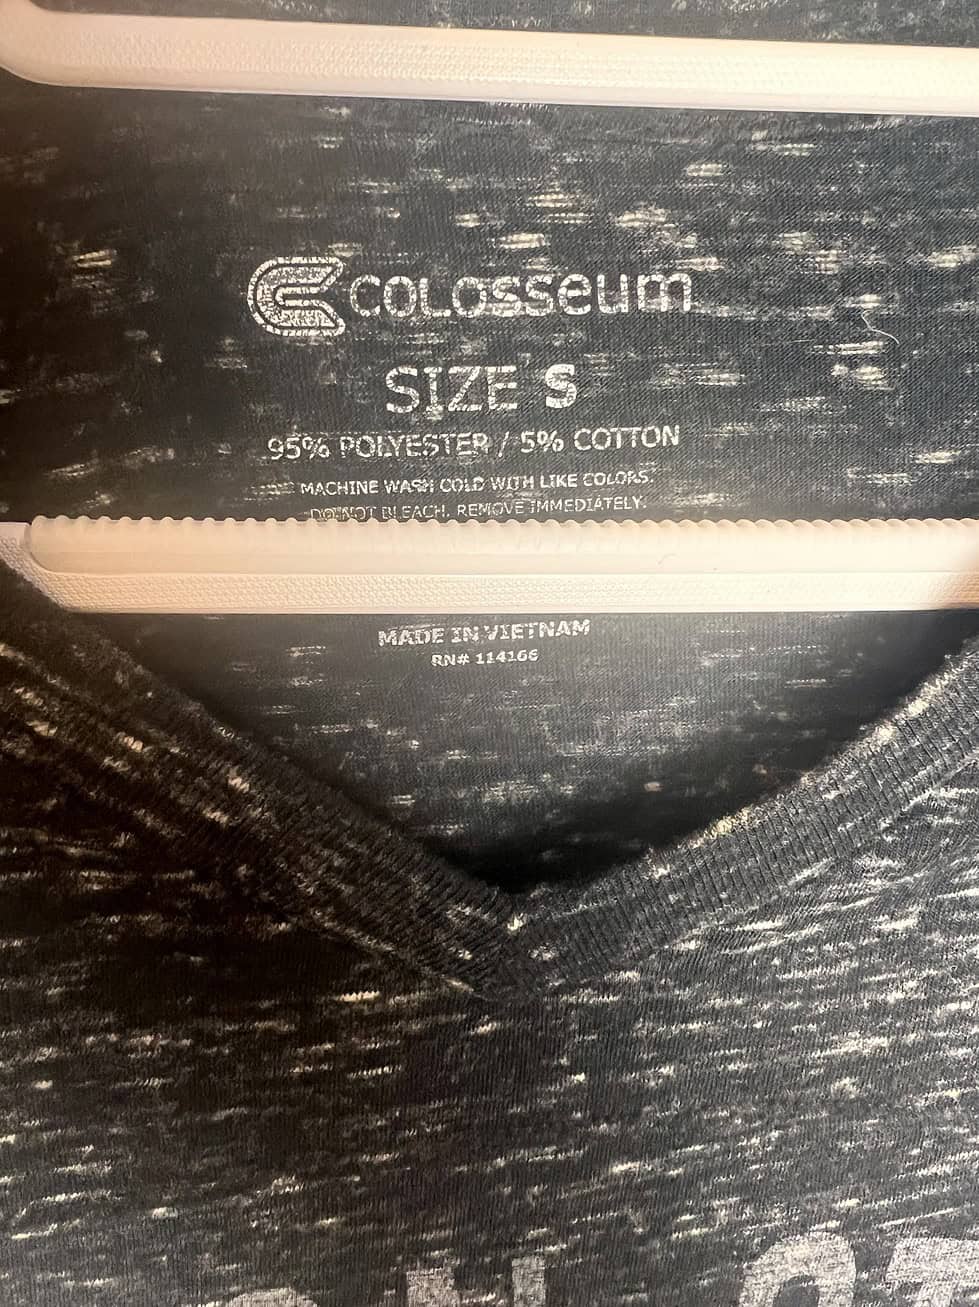 COLOSSEUM
SIZE S
95% POLYESTER / 5% COTTON
MACHINE WASH COLD WITH LIKE COLORS.
DO NOT BLEACH. REMOVE IMMEDIATELY.
MADE IN VIETNAM
RN# 114166